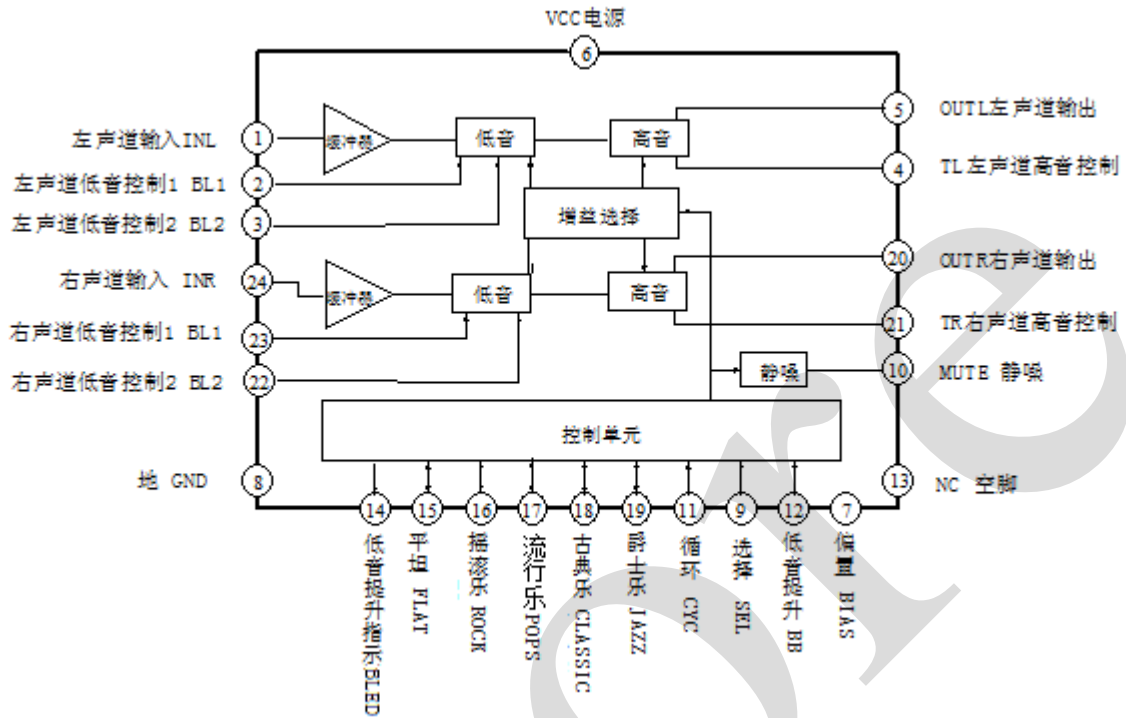 VCC电源
6
左声道输入INL
1
缓冲器
低音
高音
5
OUTL左声道输出
左声道低音控制1 BL1
2
4
TL左声道高音控制
左声道低音控制2 BL2
3
增益选择
右声道输入 INR
24
缓冲器
低音
高音
20
OUTR右声道输出
右声道低音控制1 BL1
23
21
TR右声道高音控制
右声道低音控制2 BL2
22
静噪
10
MUTE 静噪
控制单元
地 GND
8
13
NC 空脚
14
15
16
17
18
19
11
9
12
7
低音提升指示BLED
平坦 FLAT
摇滚乐 ROCK
流行乐POPS
古典乐 CLASSIC
爵士乐 JAZZ
循环 CYC
选择 SEL
低音提升 BB
偏置 BIAS
ore